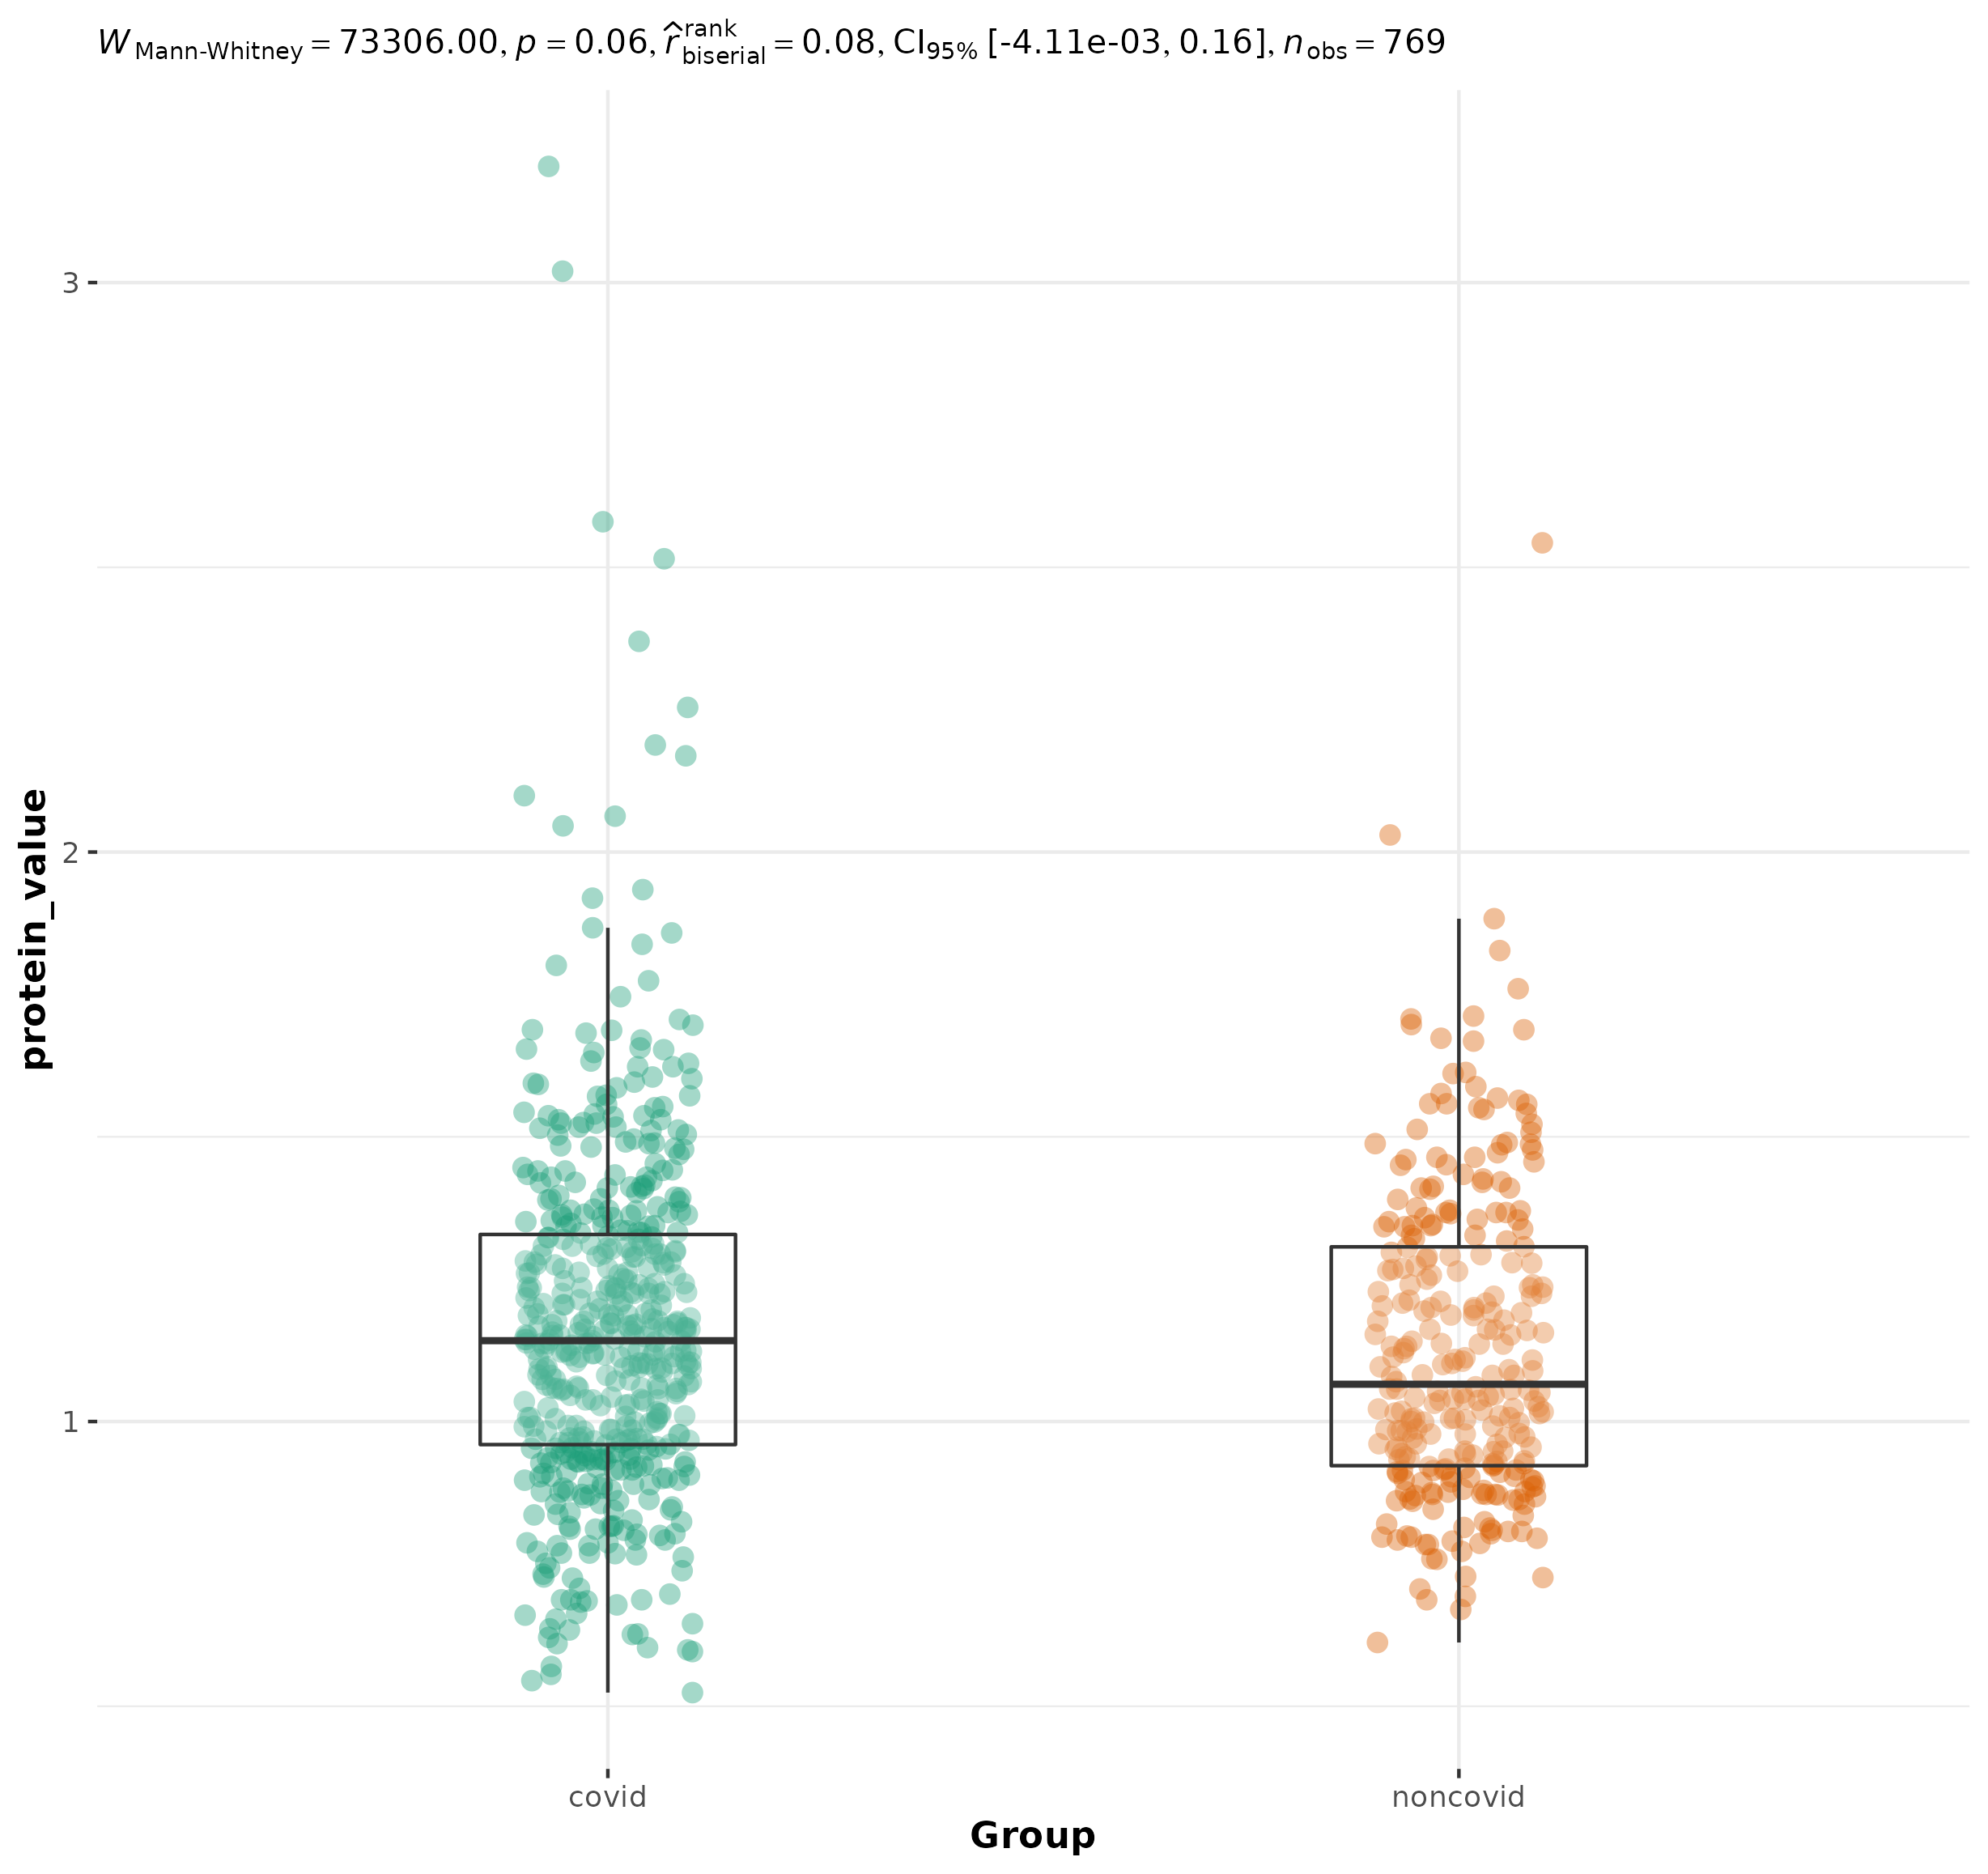 W Mann-Whitney = 73306.00, p = 0.06, r̂ rank biserial = 0.08, CI95% [-4.11e-03, 0.16], nobs = 769
3
2
1
protein_value
covid noncovid
Group